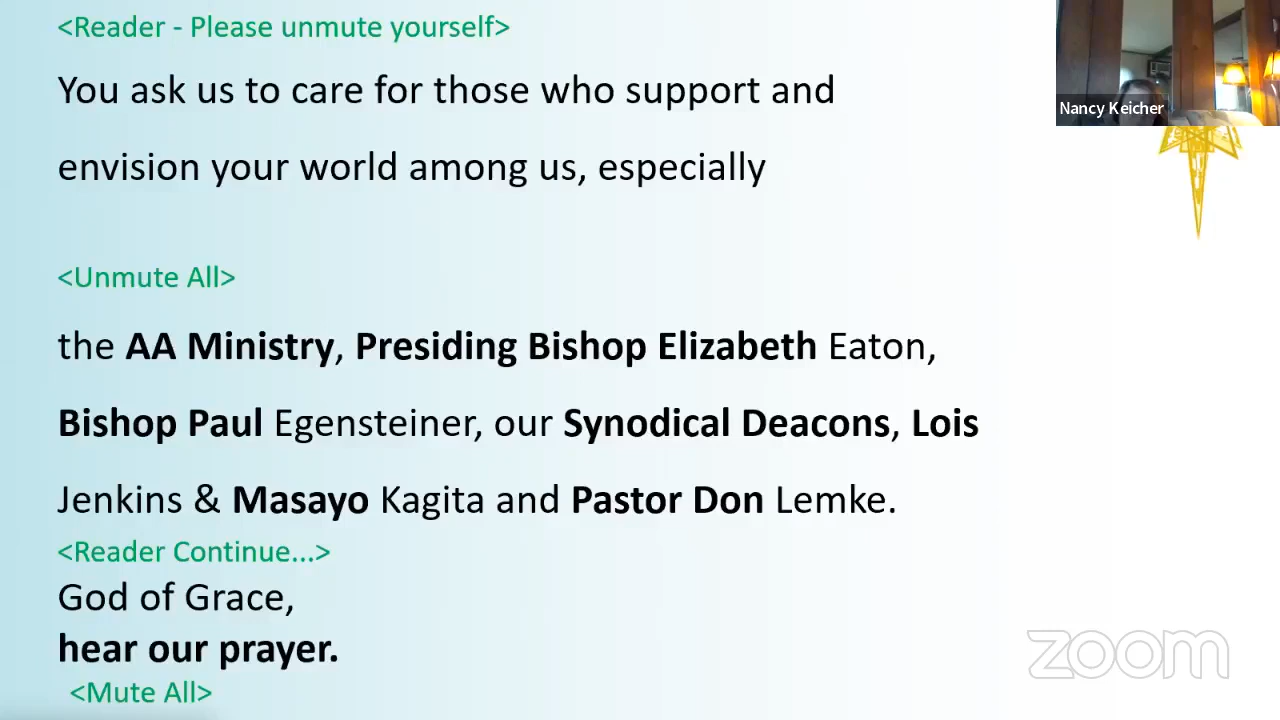 <Reader - Please unmute yourself>
You ask us to care for those who support and
envision your world among us, especially
<Unmute All>
the AA Ministry, Presiding Bishop Elizabeth Eaton,
Bishop Paul Egensteiner, our Synodical Deacons, Lois
Jenkins & Masayo Kagita and Pastor Don Lemke.
<Reader Continue...>
God of Grace,
hear our prayer.
<Mute All>
Nancy Keicher
zoom